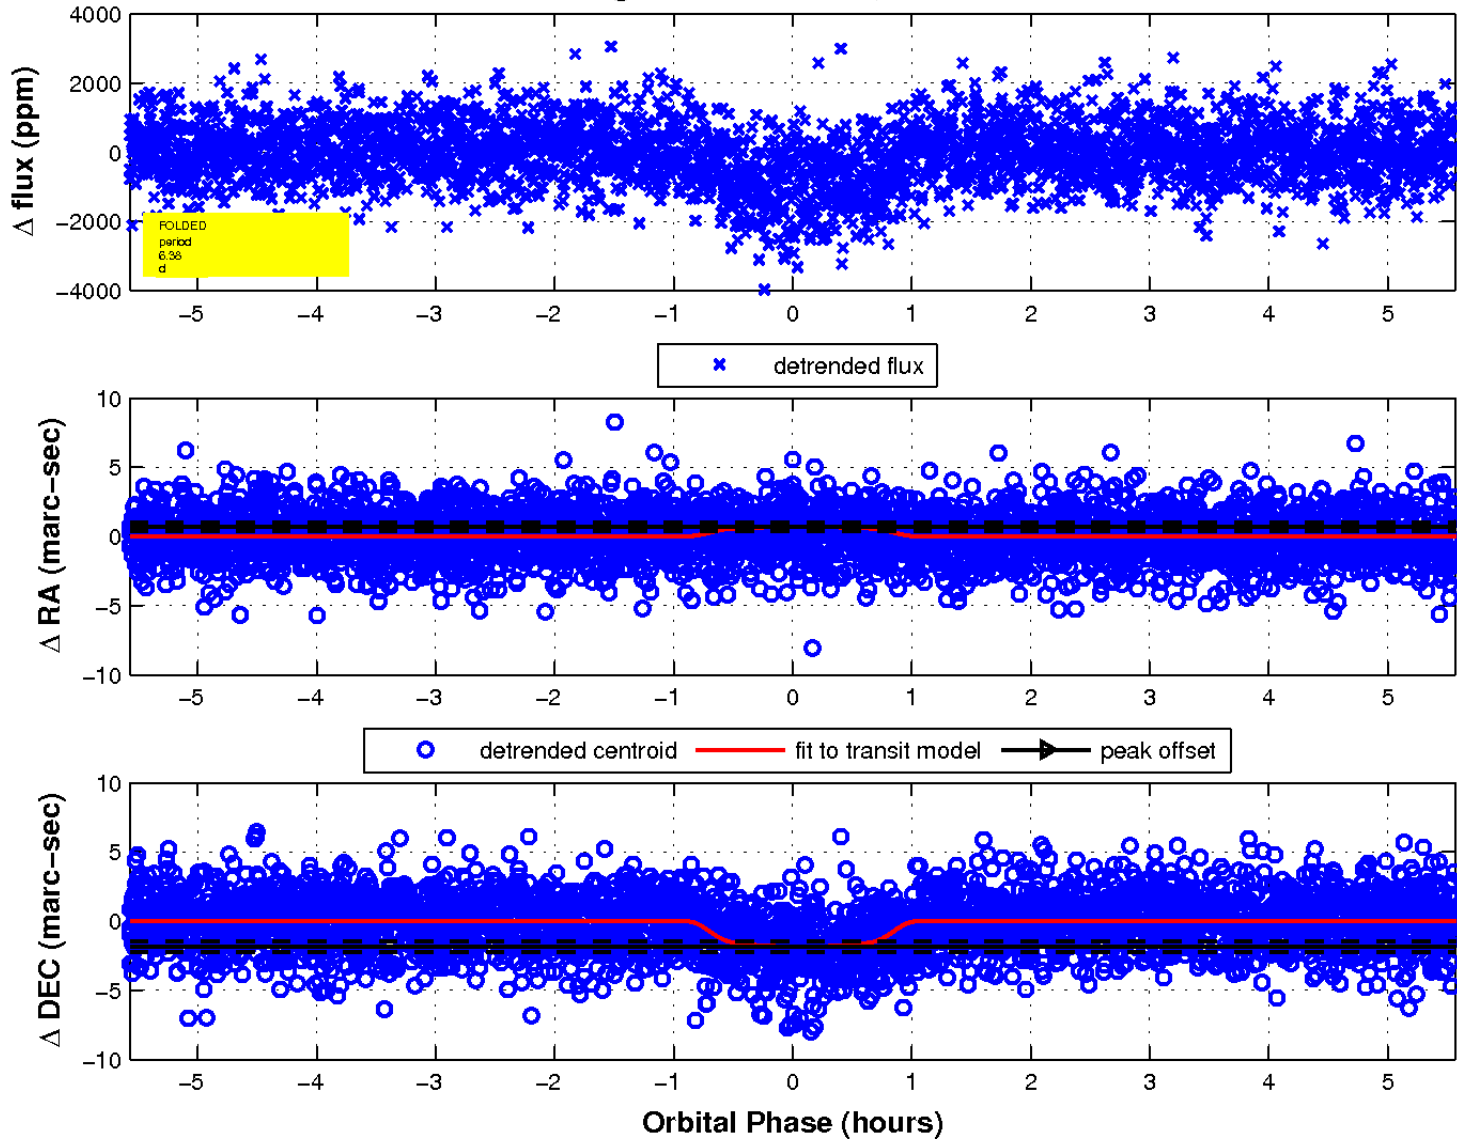 4000
2000
0
−2000
−4000
Δ flux (ppm)
FOLDED
period
6.38
d
−5 −4 −3 −2 −1 0 1 2 3 4 5
detrended flux
10
5
0
−5
−10
Δ RA (marc−sec)
−5 −4 −3 −2 −1 0 1 2 3 4 5
detrended centroid fit to transit model peak offset
10
5
0
−5
−10
Δ DEC (marc−sec)
−5 −4 −3 −2 −1 0 1 2 3 4 5
Orbital Phase (hours)